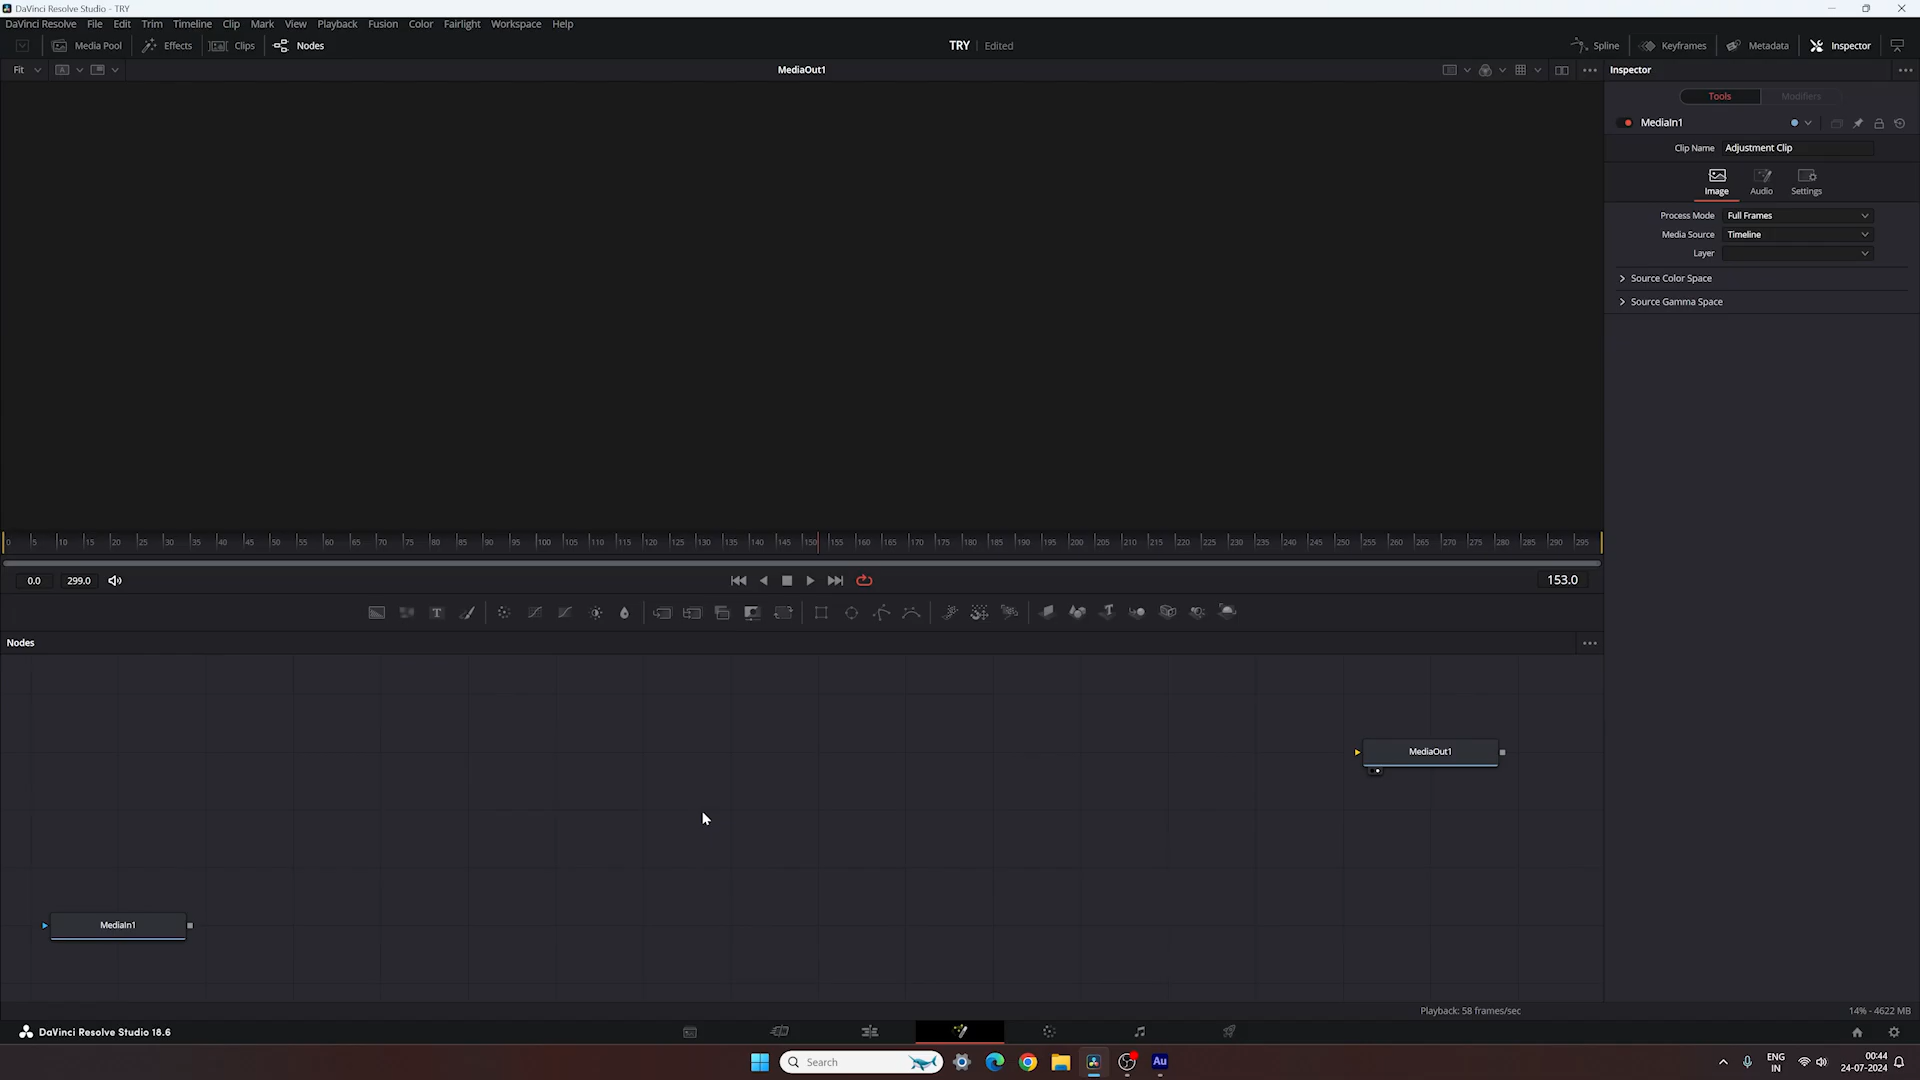 DaVinci Resolve Studio - TRY
DaVinci Resolve File Edit Trim Timeline Clip Mark View Playback Fusion Color Fairlight Workspace Help
Media Pool Effects Clips Nodes TRY Edited Spline Keyframes Metadata Inspector
Fit MediaOut1 Inspector
Tools Modifiers
MediaIn1
Clip Name Adjustment Clip
Image Audio Settings
Process Mode Full Frames
Media Source Timeline
Layer
Source Color Space
Source Gamma Space
0 5 10 15 20 25 30 35 40 45 50 55 60 65 70 75 80 85 90 95 100 105 110 115 120 125 130 135 140 145 150 155 160 165 170 175 180 185 190 195 200 205 210 215 220 225 230 235 240 245 250 255 260 265 270 275 280 285 290 295
0.0 299.0 153.0
T
Nodes
MediaOut1
MediaIn1
Playback: 58 frames/sec 14% - 4622 MB
DaVinci Resolve Studio 18.6
Search Au ENG 00:44
IN 24-07-2024